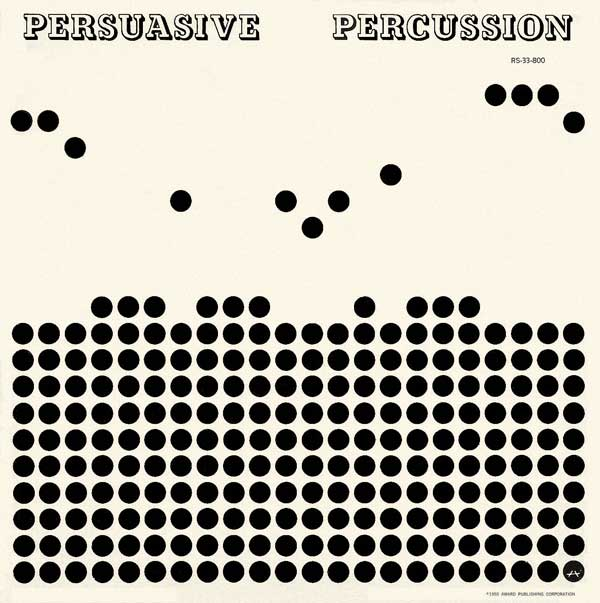 PERSUASIVE PERCUSSION
RS-33-800
©1959 AWARD PUBLISHING CORPORATION